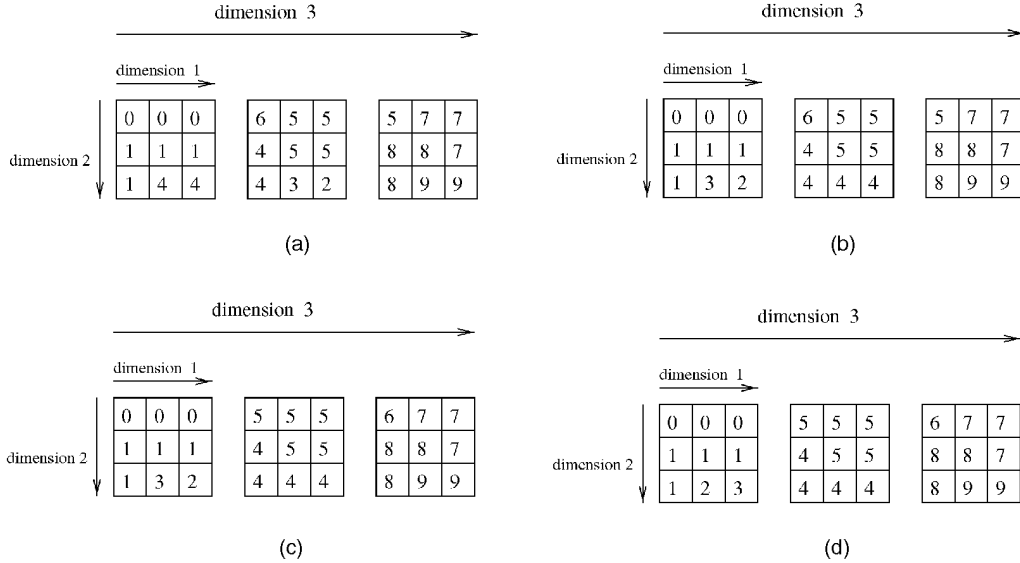 dimension 3
dimension 1
dimension 2
0 0 0 6 5 5 5 7 7
1 1 1 4 5 5 8 8 7
1 4 4 4 3 2 8 9 9
(a)
dimension 3
dimension 1
dimension 2
0 0 0 6 5 5 5 7 7
1 1 1 4 5 5 8 8 7
1 3 2 4 4 4 8 9 9
(b)
dimension 3
dimension 1
dimension 2
0 0 0 5 5 5 6 7 7
1 1 1 4 5 5 8 8 7
1 3 2 4 4 4 8 9 9
(c)
dimension 3
dimension 1
dimension 2
0 0 0 5 5 5 6 7 7
1 1 1 4 5 5 8 8 7
1 2 3 4 4 4 8 9 9
(d)